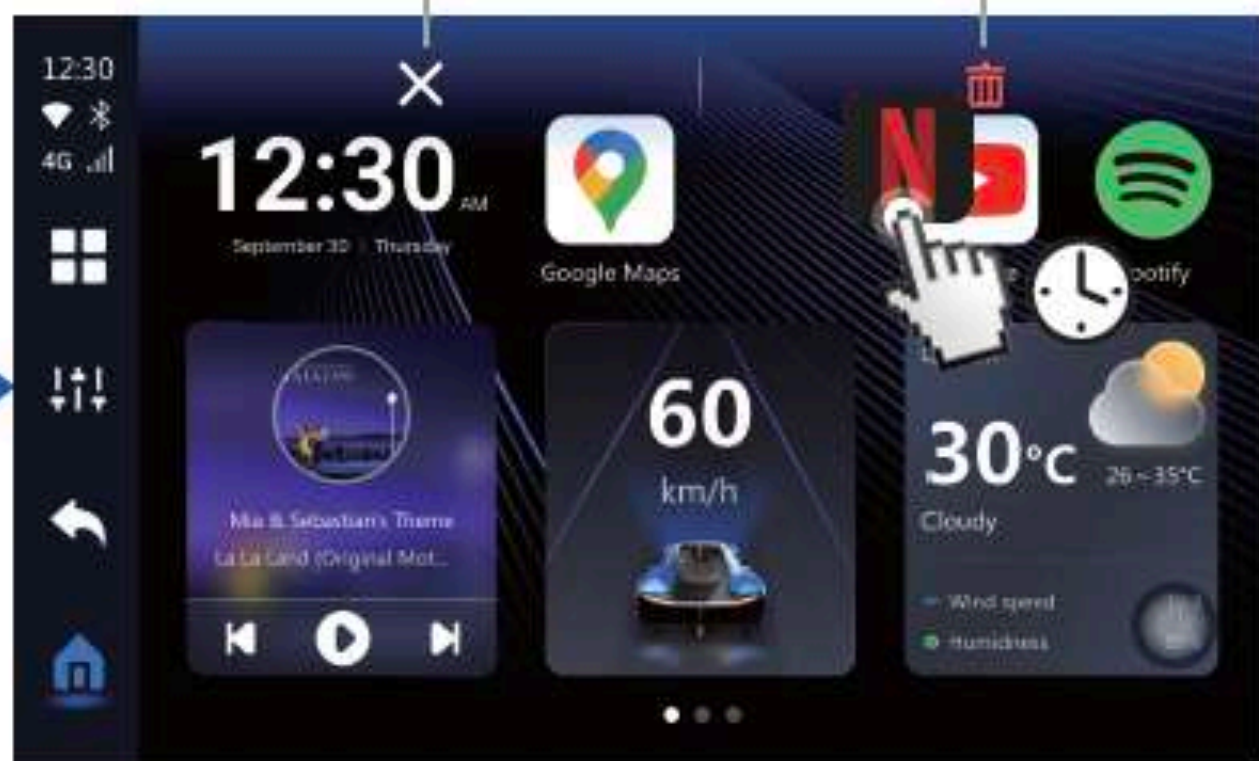 12:30
4G
12:30 AM
September 30 | Thursday
N
Google Maps
potify
60
km/h
Mia & Sebastian's Theme
La La Land (Original Mot...
30°C
26 ~ 35°C
Cloudy
Wind speed
Humidness